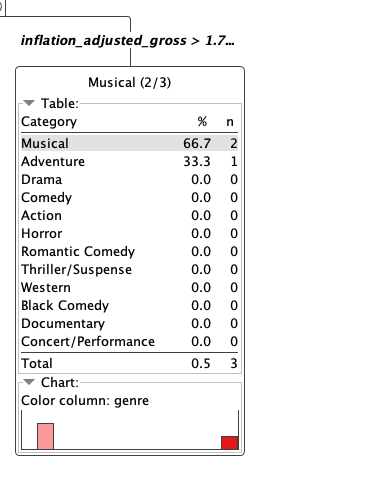 )
inflation_adjusted_gross > 1.7...
Musical (2/3)
Table:
Category % n
Musical 66.7 2
Adventure 33.3 1
Drama 0.0 0
Comedy 0.0 0
Action 0.0 0
Horror 0.0 0
Romantic Comedy 0.0 0
Thriller/Suspense 0.0 0
Western 0.0 0
Black Comedy 0.0 0
Documentary 0.0 0
Concert/Performance 0.0 0
Total 0.5 3
Chart:
Color column: genre